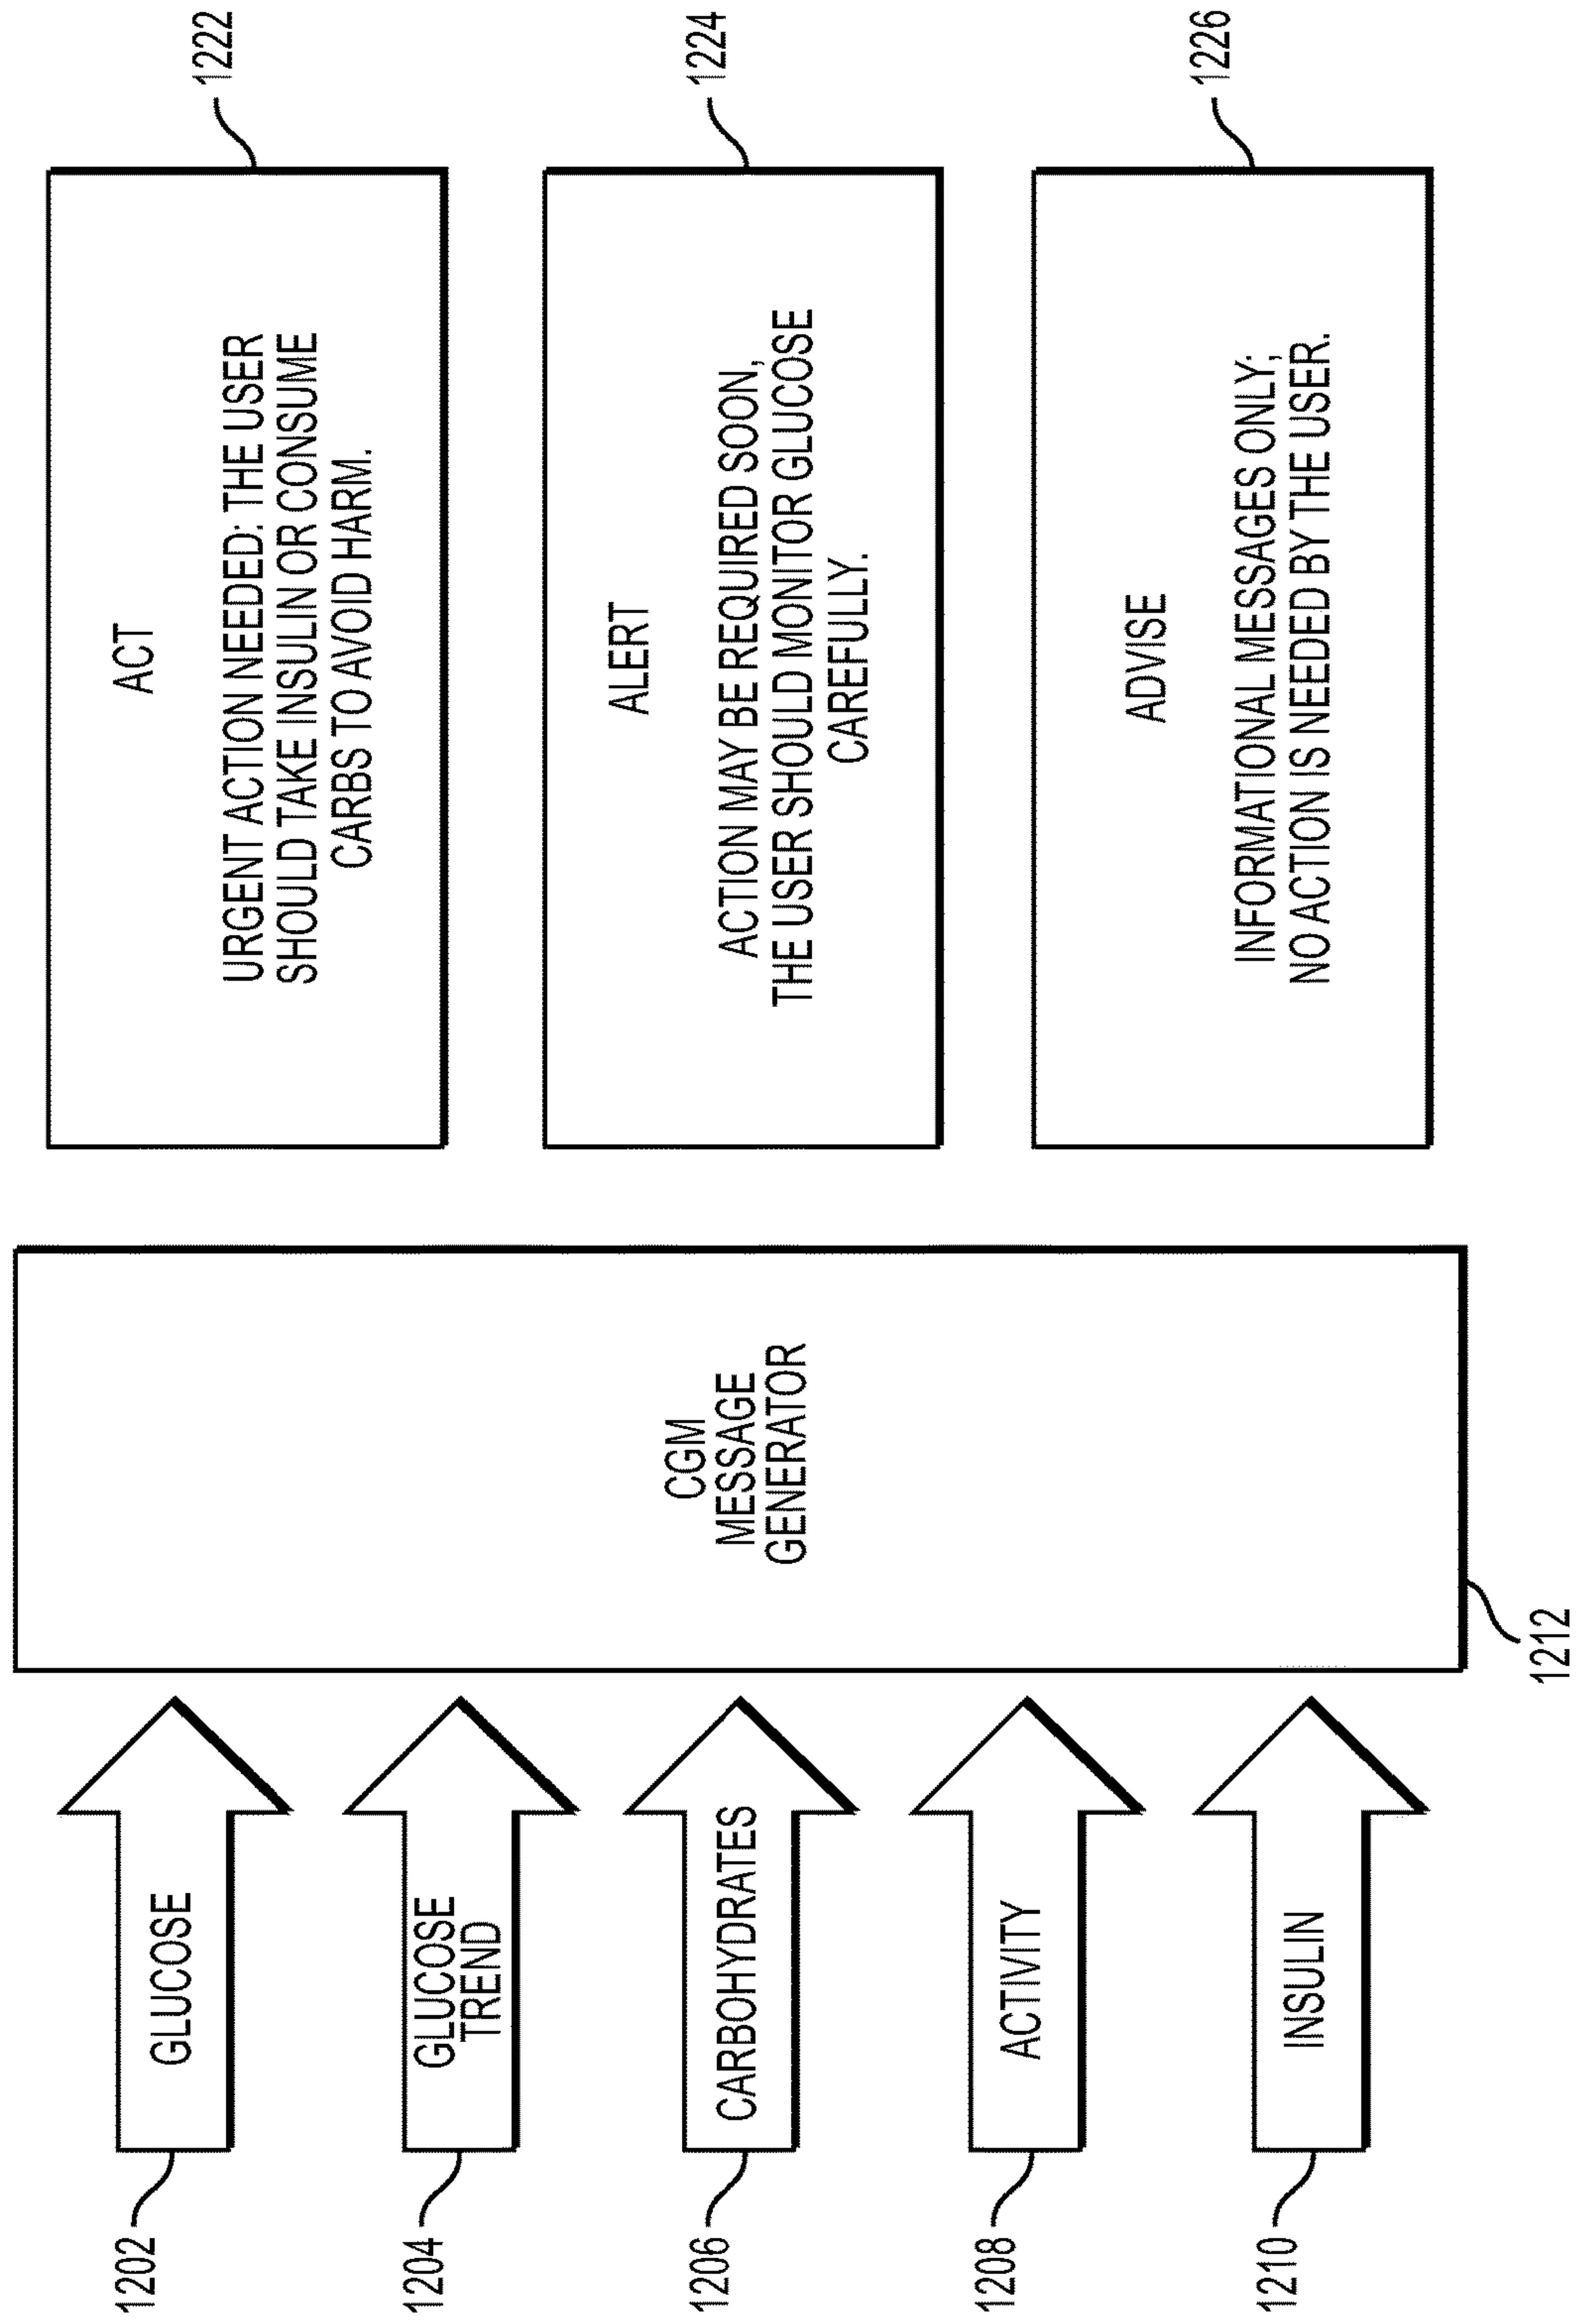 1202
GLUCOSE
1204
GLUCOSE
TREND
1206
CARBOHYDRATES
1208
ACTIVITY
1210
INSULIN
CGM
MESSAGE
GENERATOR
1212
ACT
URGENT ACTION NEEDED: THE USER
SHOULD TAKE INSULIN OR CONSUME
CARBS TO AVOID HARM.
1222
ALERT
ACTION MAY BE REQUIRED SOON,
THE USER SHOULD MONITOR GLUCOSE
CAREFULLY.
1224
ADVISE
INFORMATIONAL MESSAGES ONLY;
NO ACTION IS NEEDED BY THE USER.
1226